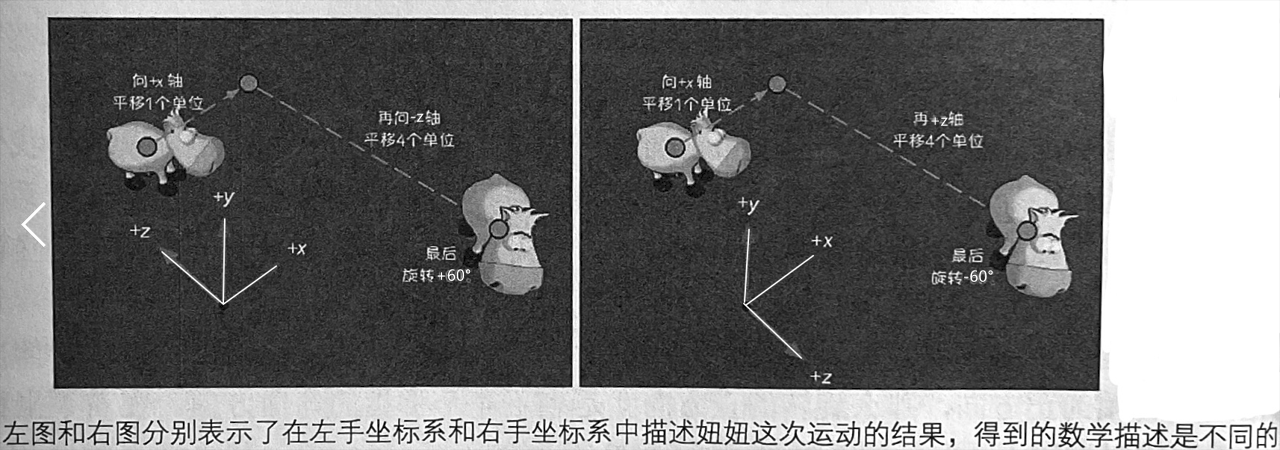 向+x 轴
平移1个单位
再向-z轴
平移4个单位
+y
+z
+x
最后
旋转+60°
向+x 轴
平移1个单位
再+z轴
平移4个单位
+y
+x
最后
旋转-60°
+z
左图和右图分别表示了在左手坐标系和右手坐标系中描述妞妞这次运动的结果，得到的数学描述是不同的